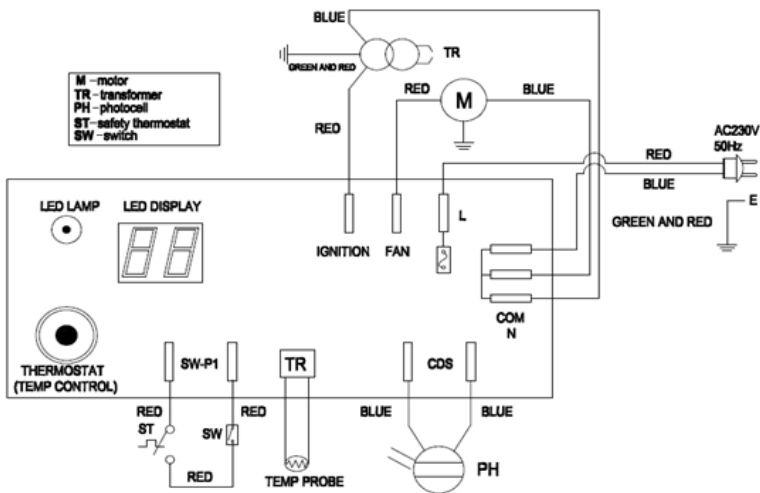 BLUE
TR
GREEN AND RED
M －motor
TR－transformer
PH －photocell
ST－safety thermostat
SW －switch
RED
M
BLUE
RED
AC230V
50Hz
RED
BLUE
E
GREEN AND RED
LED LAMP
LED DISPLAY
88
L
IGNITION
FAN
COM
N
THERMOSTAT
(TEMP CONTROL)
SW-P1
TR
CDS
RED
RED
BLUE
BLUE
ST
SW
RED
TEMP PROBE
PH